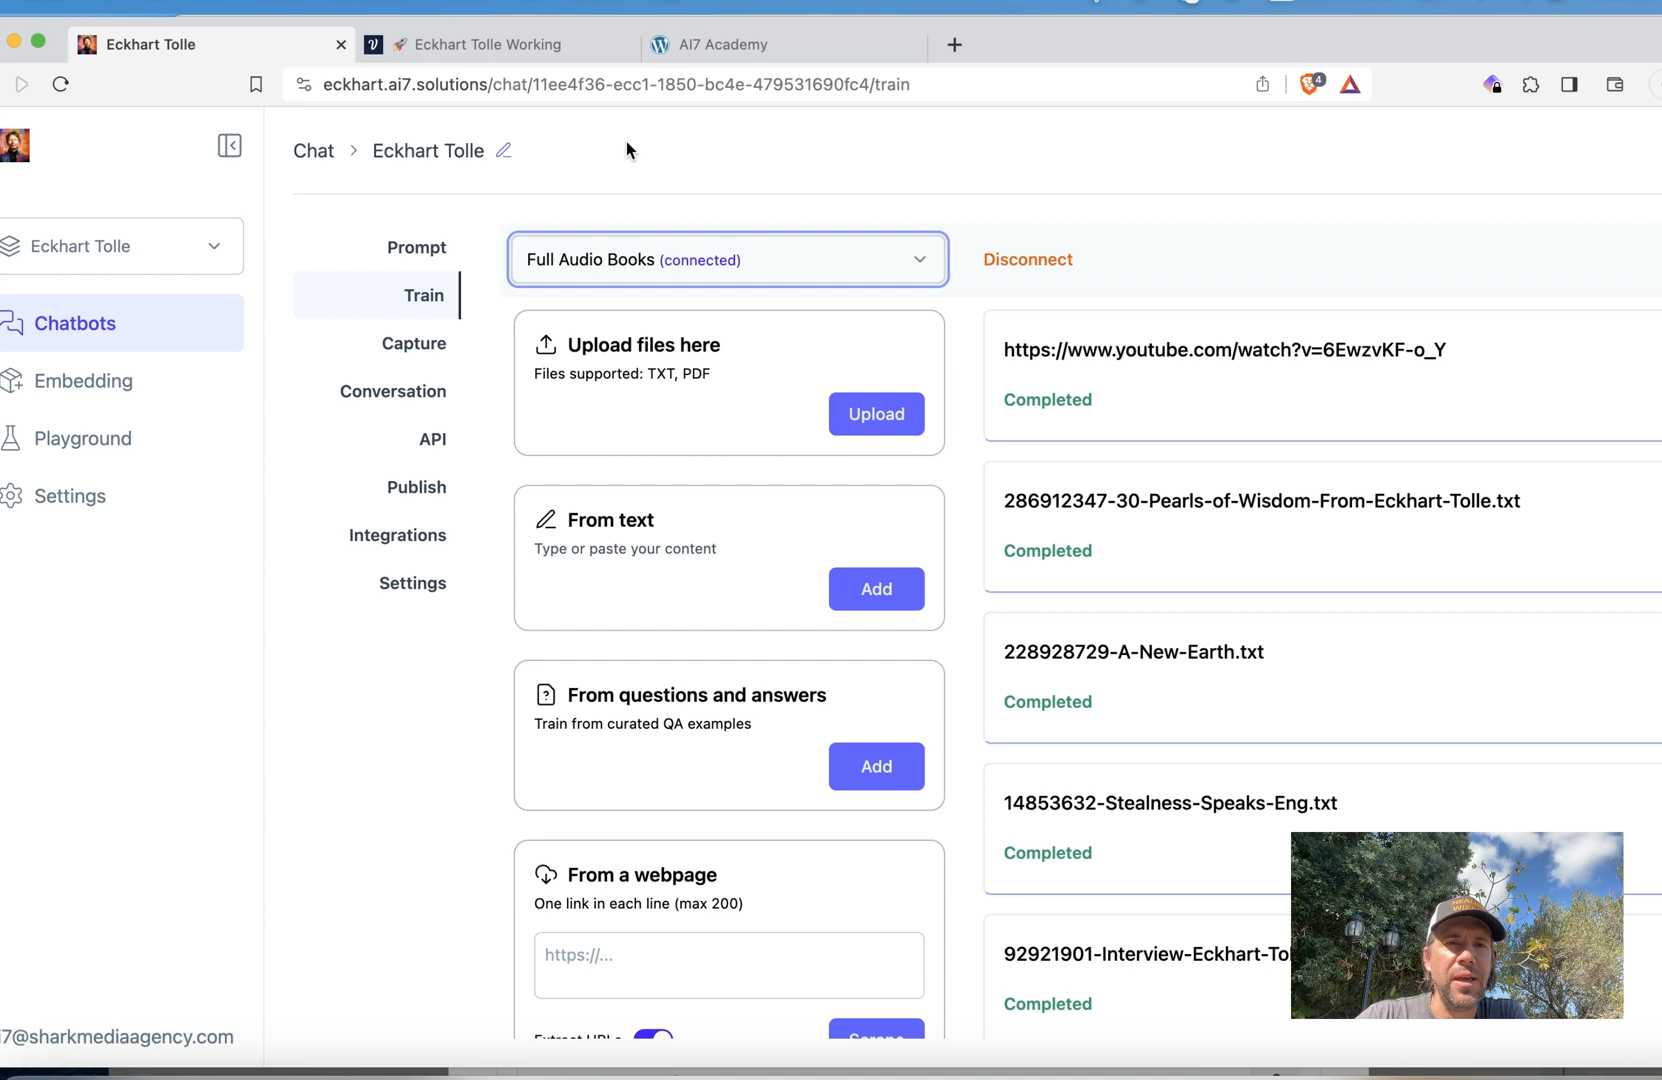 Eckhart Tolle
🚀 Eckhart Tolle Working
AI7 Academy
eckhart.ai7.solutions/chat/11ee4f36-ecc1-1850-bc4e-479531690fc4/train
4
Chat > Eckhart Tolle
Eckhart Tolle
Chatbots
Embedding
Playground
Settings
i7@sharkmediaagency.com
Prompt
Train
Capture
Conversation
API
Publish
Integrations
Settings
Full Audio Books (connected)
Disconnect
Upload files here
Files supported: TXT, PDF
Upload
From text
Type or paste your content
Add
From questions and answers
Train from curated QA examples
Add
From a webpage
One link in each line (max 200)
https://...
Extract URLs
Scrape
https://www.youtube.com/watch?v=6EwzvKF-o_Y
Completed
286912347-30-Pearls-of-Wisdom-From-Eckhart-Tolle.txt
Completed
228928729-A-New-Earth.txt
Completed
14853632-Stealness-Speaks-Eng.txt
Completed
92921901-Interview-Eckhart-Tol
Completed